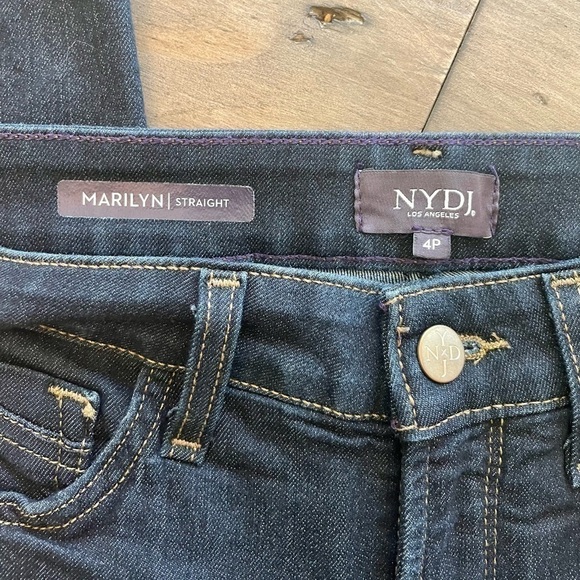 MARILYN | STRAIGHT
NYDJ.
LOS ANGELES
4P
NYDJ